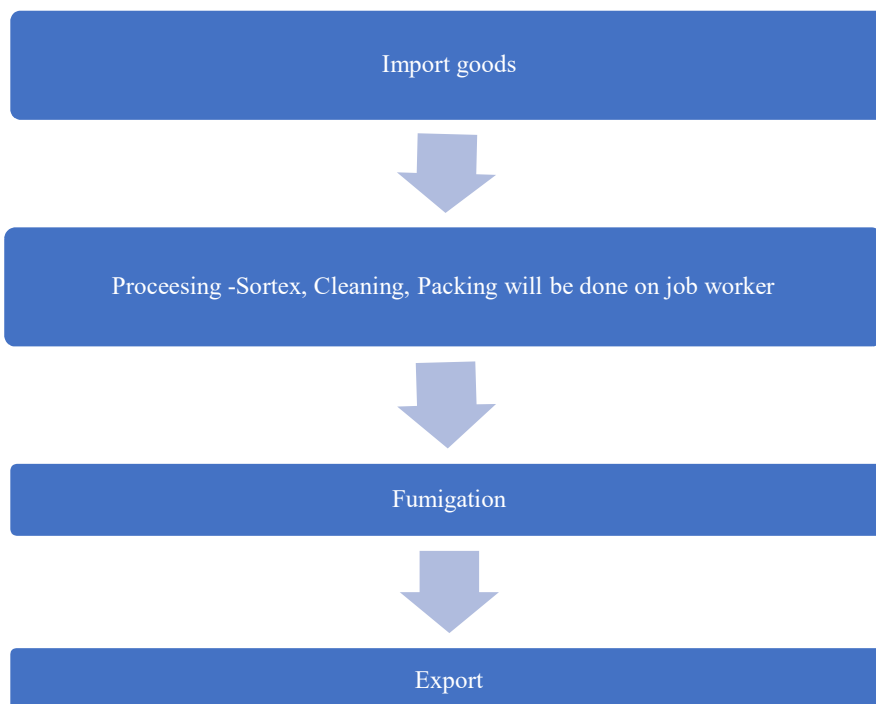 Import goods
Proceesing -Sortex, Cleaning, Packing will be done on job worker
Fumigation
Export